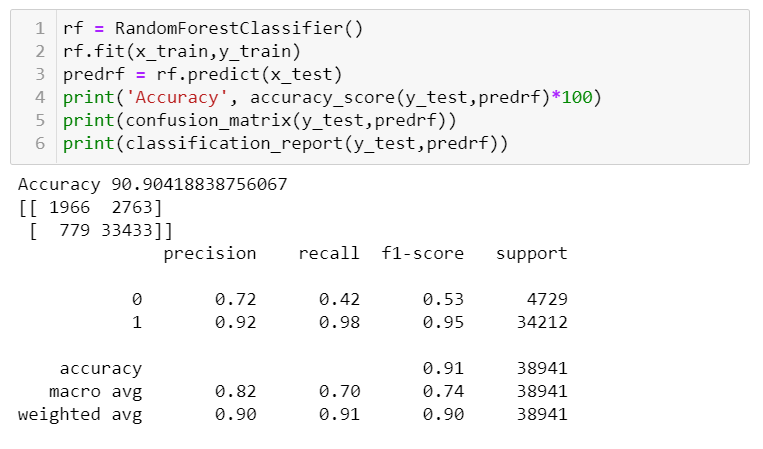 1 rf = RandomForestClassifier()
2 rf.fit(x_train,y_train)
3 predrf = rf.predict(x_test)
4 print('Accuracy', accuracy_score(y_test,predrf)*100)
5 print(confusion_matrix(y_test,predrf))
6 print(classification_report(y_test,predrf))
Accuracy 90.90418838756067
[[ 1966  2763]
 [  779 33433]]
              precision    recall  f1-score   support
           0       0.72      0.42      0.53      4729
           1       0.92      0.98      0.95     34212
    accuracy                           0.91     38941
   macro avg       0.82      0.70      0.74     38941
weighted avg       0.90      0.91      0.90     38941